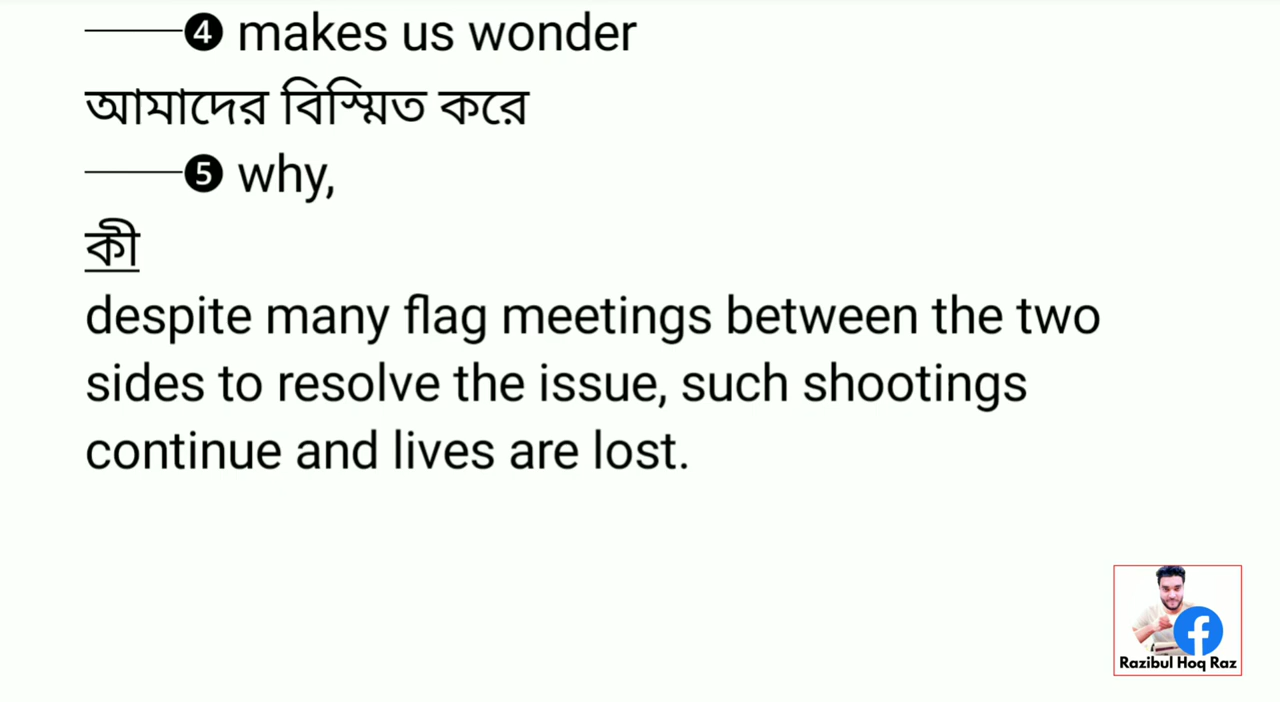 ———❹ makes us wonder
আমাদের বিস্মিত করে
———❺ why,
কী
despite many flag meetings between the two
sides to resolve the issue, such shootings
continue and lives are lost.
Razibul Hoq Raz